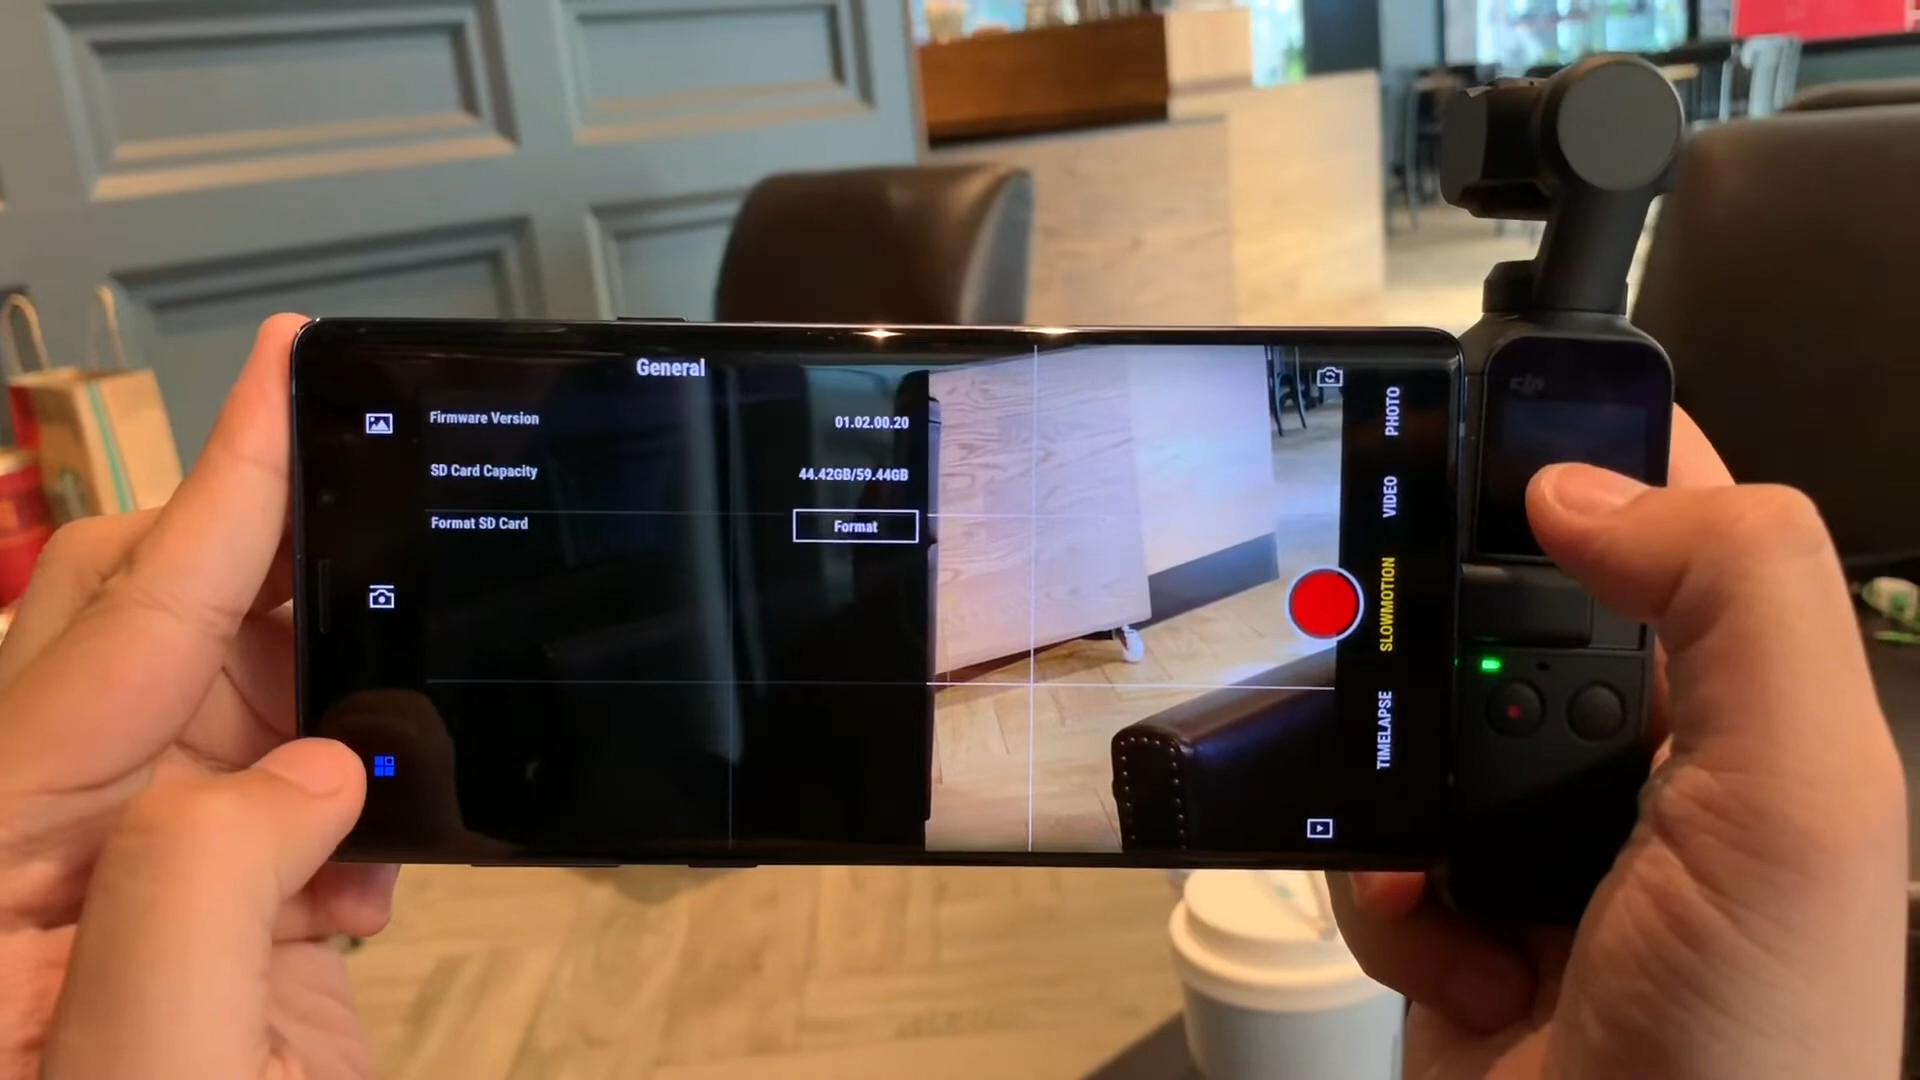 General
Firmware Version 01.02.00.20
SD Card Capacity 44.42GB/59.44GB
Format SD Card Format
PHOTO
VIDEO
SLOWMOTION
TIMELAPSE
dji